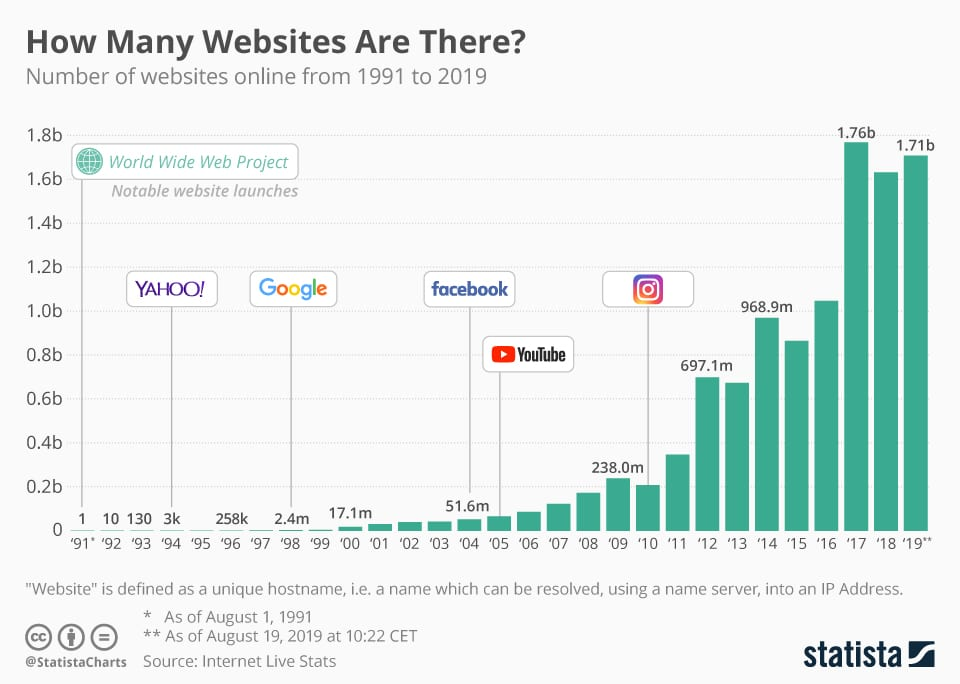 How Many Websites Are There?
Number of websites online from 1991 to 2019
1.8b
1.6b
1.4b
1.2b
1.0b
0.8b
0.6b
0.4b
0.2b
0
World Wide Web Project
Notable website launches
YAHOO!
Google
facebook
YouTube
1
10
130
3k
258k
2.4m
17.1m
51.6m
238.0m
697.1m
968.9m
1.76b
1.71b
‘91* ‘92 ‘93 ‘94 ‘95 ‘96 ‘97 ‘98 ‘99 ‘00 ‘01 ‘02 ‘03 ‘04 ‘05 ‘06 ‘07 ‘08 ‘09 ‘10 ‘11 ‘12 ‘13 ‘14 ‘15 ‘16 ‘17 ‘18 ‘19**
"Website" is defined as a unique hostname, i.e. a name which can be resolved, using a name server, into an IP Address.
* As of August 1, 1991
** As of August 19, 2019 at 10:22 CET
cc
@StatistaCharts
Source: Internet Live Stats
statista